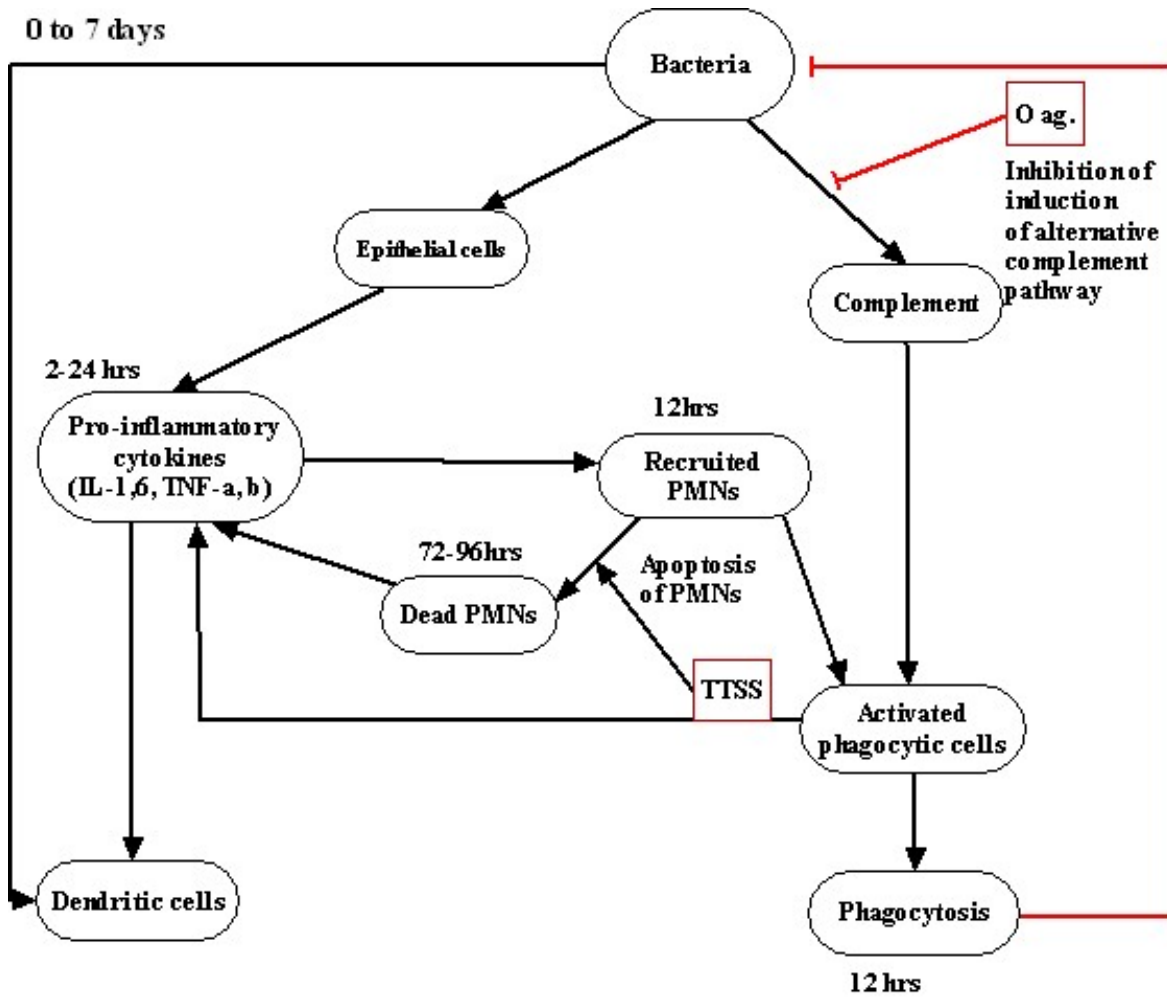 0 to 7 days
Bacteria
O ag.
Inhibition of
induction
of alternative
complement
pathway
Epithelial cells
Complement
2-24 hrs
Pro-inflammatory
cytokines
(IL-1,6, TNF-a, b)
12hrs
Recruited
PMNs
72-96hrs
Apoptosis
of PMNs
Dead PMNs
TTSS
Activated
phagocytic cells
Dendritic cells
Phagocytosis
12 hrs